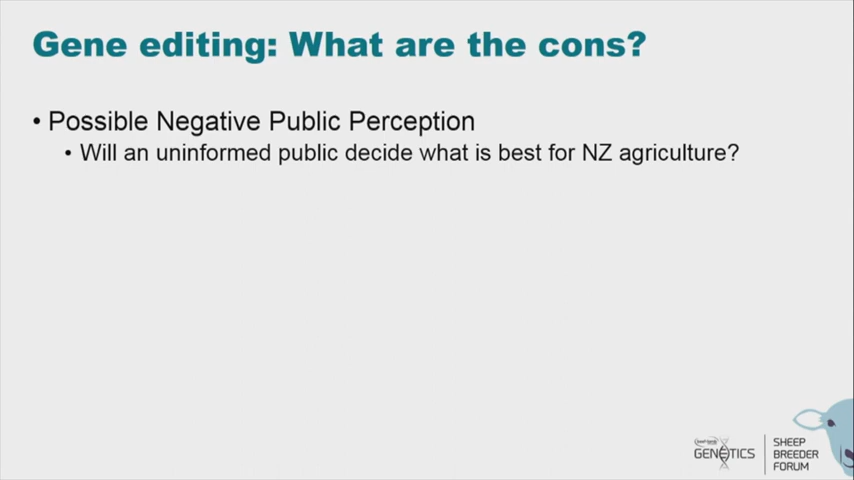 Gene editing: What are the cons?
• Possible Negative Public Perception
• Will an uninformed public decide what is best for NZ agriculture?
GENETICS
SHEEP
BREEDER
FORUM